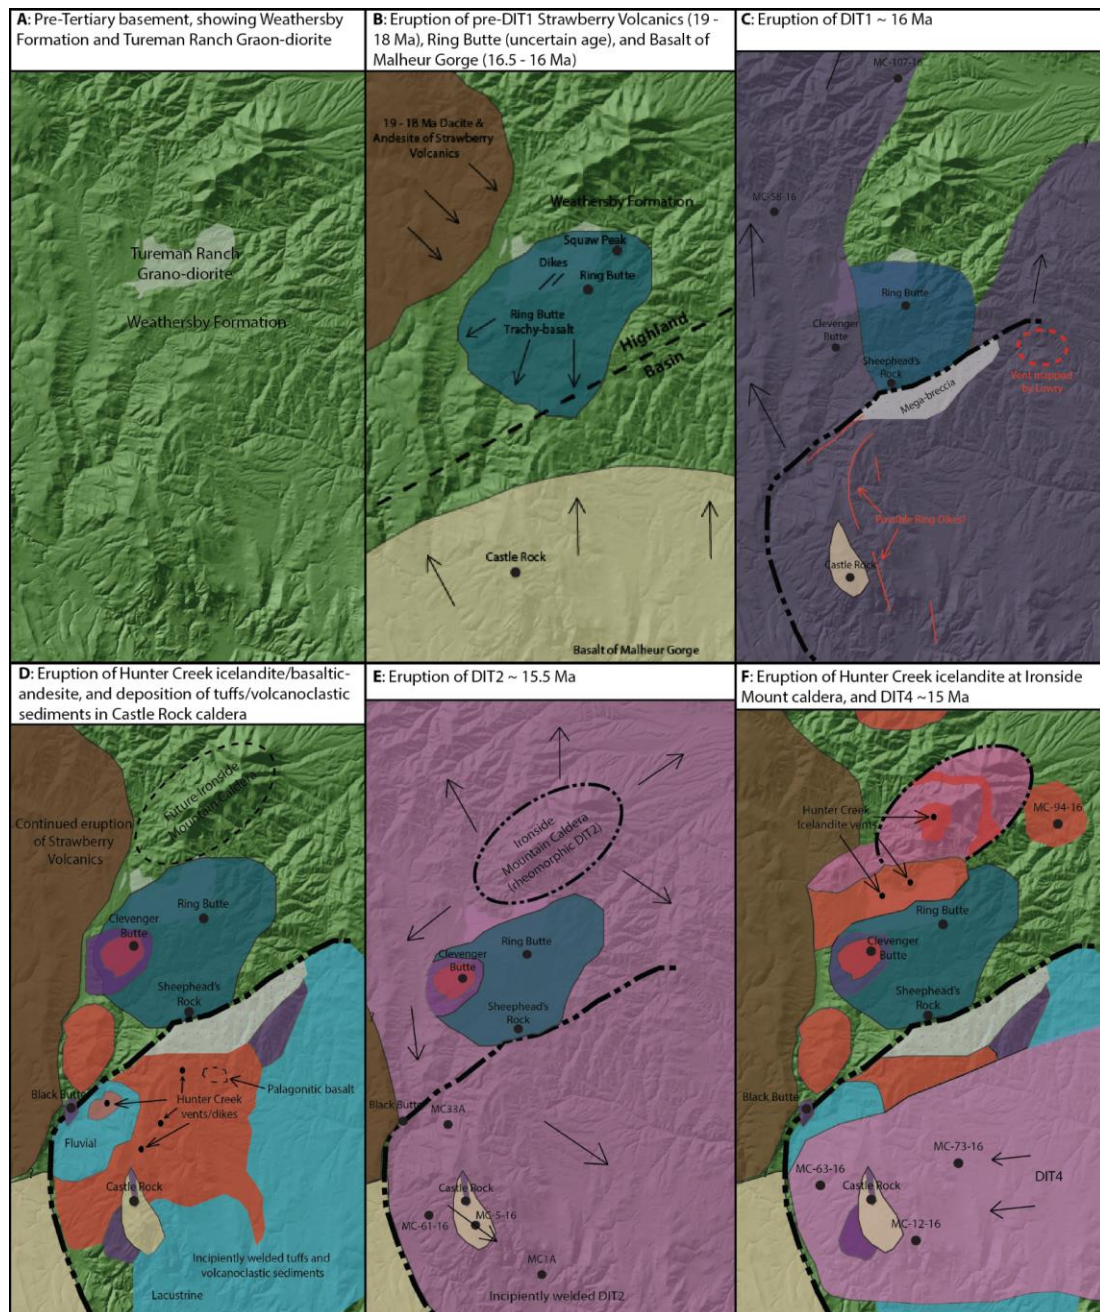 A: Pre-Tertiary basement, showing Weathersby
Formation and Tureman Ranch Graon-diorite
Tureman Ranch
Grano-diorite
Weathersby Formation
B: Eruption of pre-DIT1 Strawberry Volcanics (19 -
18 Ma), Ring Butte (uncertain age), and Basalt of
Malheur Gorge (16.5 - 16 Ma)
19 - 18 Ma Dacite &
Andesite of Strawberry
Volcanics
Weathersby Formation
Squaw Peak
Dikes
Ring Butte
Ring Butte
Trachy-basalt
Highland
Basin
Castle Rock
Basalt of Malheur Gorge
C: Eruption of DIT1 ~ 16 Ma
MC-107-16
MC-58-16
Ring Butte
Clevenger
Butte
Sheephead's
Rock
Mega-breccia
Vent mapped
by Lowry
Possible Ring Dikes?
Castle Rock
D: Eruption of Hunter Creek icelandite/basaltic-
andesite, and deposition of tuffs/volcanoclastic
sediments in Castle Rock caldera
Future Ironside
Mountain Caldera
Continued eruption
of Strawberry
Volcanics
Ring Butte
Clevenger
Butte
Sheephead's
Rock
Palagonitic basalt
Black Butte
Hunter Creek
vents/dikes
Fluvial
Castle Rock
Incipiently welded tuffs and
volcanoclastic sediments
Lacustrine
E: Eruption of DIT2 ~ 15.5 Ma
Ironside
Mountain Caldera
(rheomorphic DIT2)
Ring Butte
Clevenger
Butte
Sheephead's
Rock
Black Butte
MC33A
Castle Rock
MC-61-16
MC-5-16
MC1A
Incipiently welded DIT2
F: Eruption of Hunter Creek icelandite at Ironside
Mount caldera, and DIT4 ~15 Ma
Hunter Creek
Icelandite vents
MC-94-16
Ring Butte
Clevenger
Butte
Sheephead's
Rock
Black Butte
MC-73-16
MC-63-16
Castle Rock
DIT4
MC-12-16